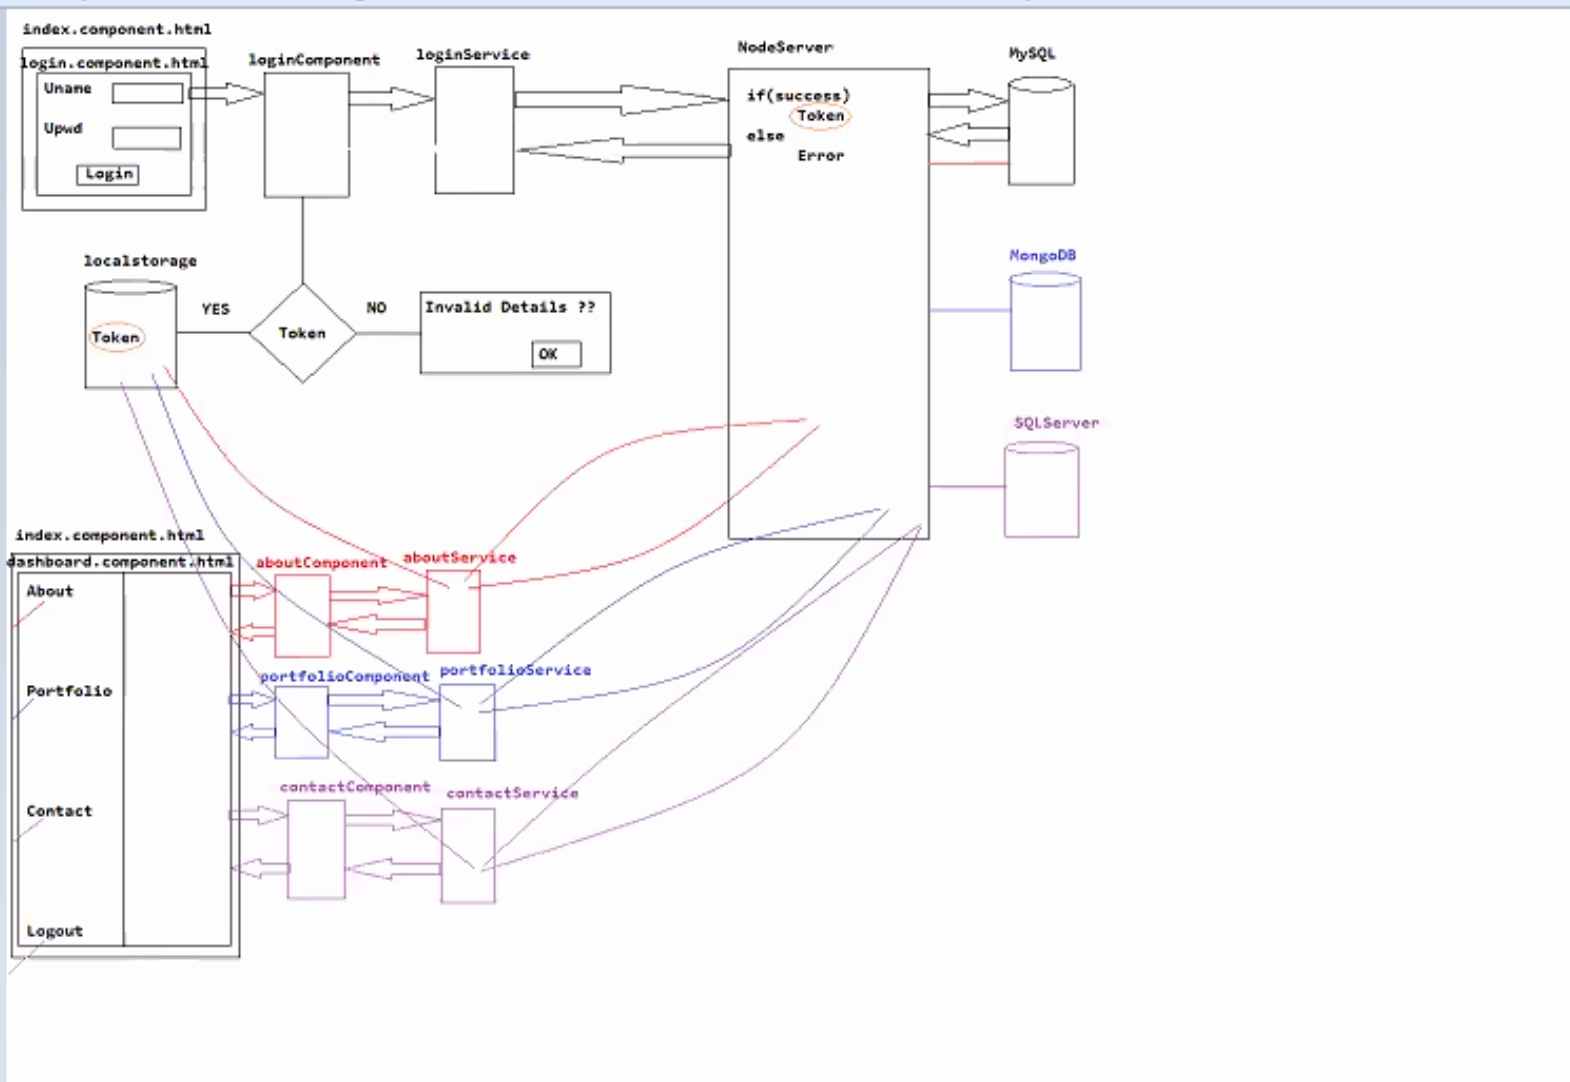 index.component.html
login.component.html
Uname
Upwd
Login
loginComponent
loginService
NodeServer
if(success)
Token
else
Error
MySQL
MongoDB
SQLServer
localstorage
Token
YES
Token
NO
Invalid Details ??
OK
index.component.html
dashboard.component.html
About
Portfolio
Contact
Logout
aboutComponent
aboutService
portfolioComponent
portfolioService
contactComponent
contactService